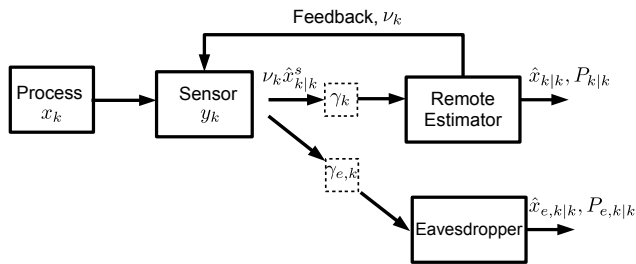 Feedback, $\nu_k$
Process
$x_k$
Sensor
$y_k$
$\nu_k \hat{x}^s_{k|k}$
$\gamma_k$
Remote
Estimator
$\hat{x}_{k|k}, P_{k|k}$
$\gamma_{e,k}$
Eavesdropper
$\hat{x}_{e,k|k}, P_{e,k|k}$